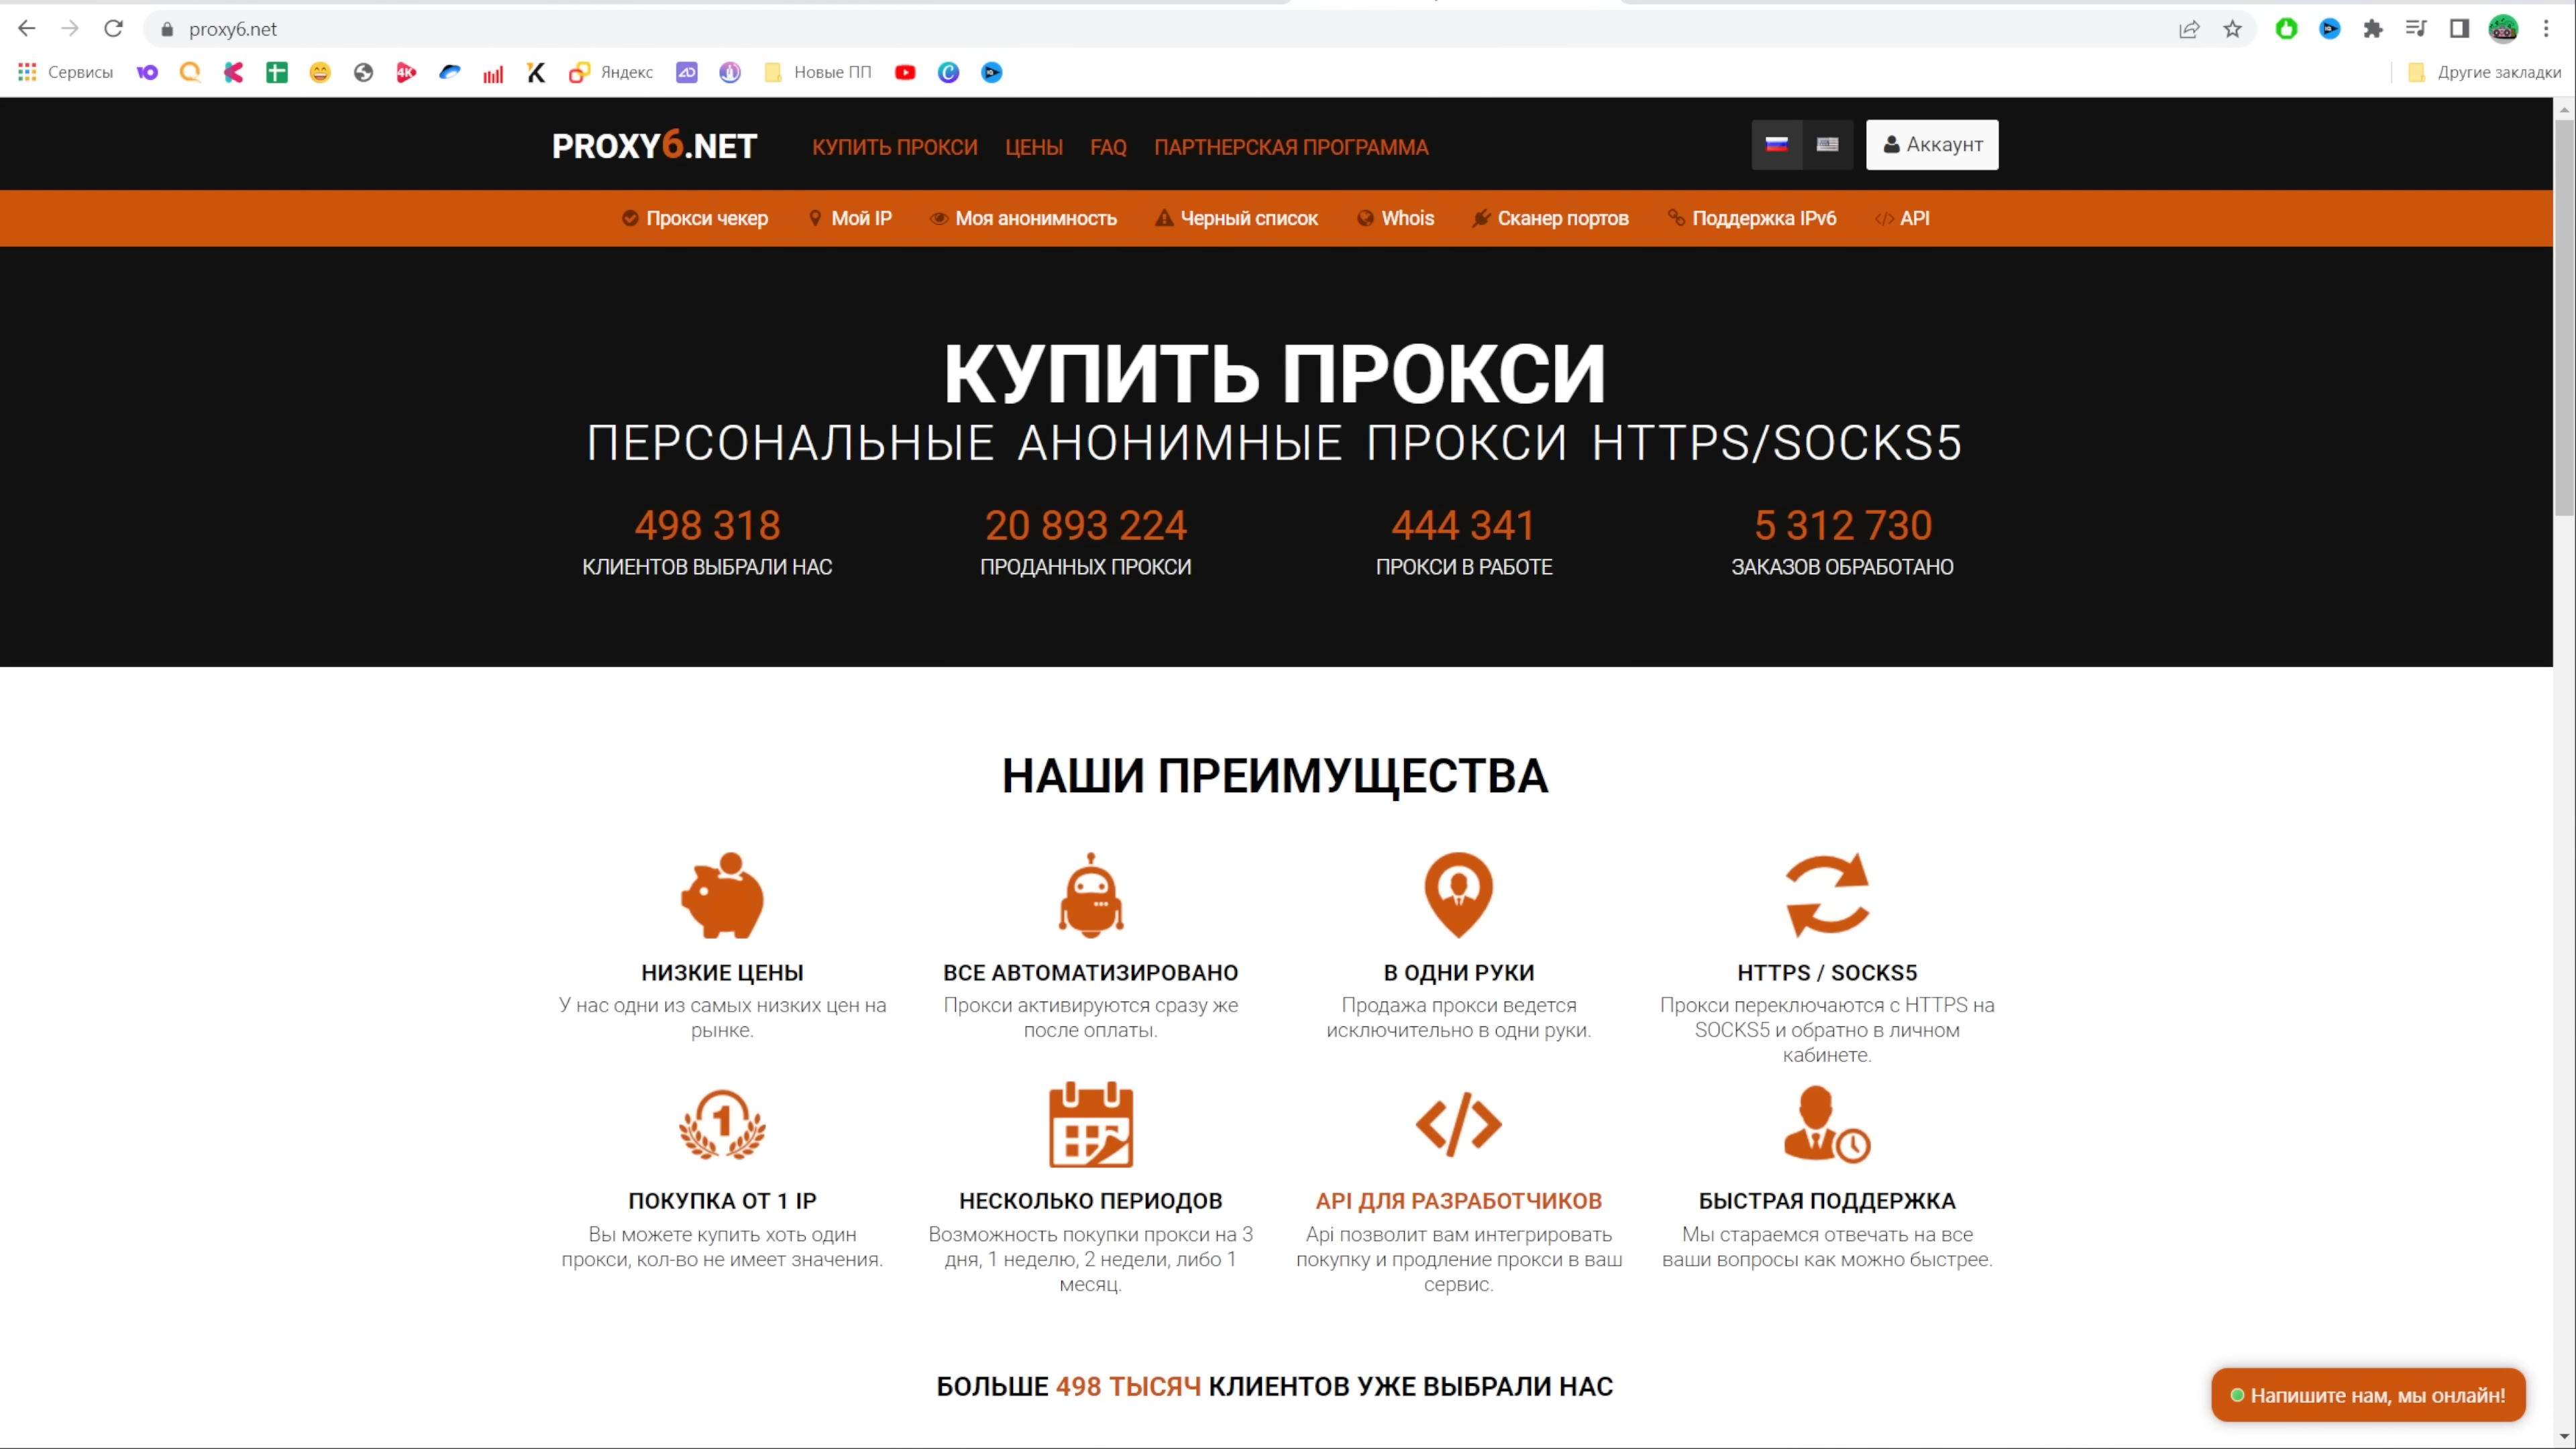 proxy6.net
Сервисы
Яндекс
Новые ПП
Другие закладки
PROXY6.NET
КУПИТЬ ПРОКСИ
ЦЕНЫ
FAQ
ПАРТНЕРСКАЯ ПРОГРАММА
Аккаунт
Прокси чекер
Мой IP
Моя анонимность
Черный список
Whois
Сканер портов
Поддержка IPv6
API
КУПИТЬ ПРОКСИ
ПЕРСОНАЛЬНЫЕ АНОНИМНЫЕ ПРОКСИ HTTPS/SOCKS5
498 318
КЛИЕНТОВ ВЫБРАЛИ НАС
20 893 224
ПРОДАННЫХ ПРОКСИ
444 341
ПРОКСИ В РАБОТЕ
5 312 730
ЗАКАЗОВ ОБРАБОТАНО
НАШИ ПРЕИМУЩЕСТВА
НИЗКИЕ ЦЕНЫ
У нас одни из самых низких цен на
рынке.
ВСЕ АВТОМАТИЗИРОВАНО
Прокси активируются сразу же
после оплаты.
В ОДНИ РУКИ
Продажа прокси ведется
исключительно в одни руки.
HTTPS / SOCKS5
Прокси переключаются с HTTPS на
SOCKS5 и обратно в личном
кабинете.
1
ПОКУПКА ОТ 1 IP
Вы можете купить хоть один
прокси, кол-во не имеет значения.
НЕСКОЛЬКО ПЕРИОДОВ
Возможность покупки прокси на 3
дня, 1 неделю, 2 недели, либо 1
месяц.
API ДЛЯ РАЗРАБОТЧИКОВ
Api позволит вам интегрировать
покупку и продление прокси в ваш
сервис.
БЫСТРАЯ ПОДДЕРЖКА
Мы стараемся отвечать на все
ваши вопросы как можно быстрее.
БОЛЬШЕ 498 ТЫСЯЧ КЛИЕНТОВ УЖЕ ВЫБРАЛИ НАС
Напишите нам, мы онлайн!